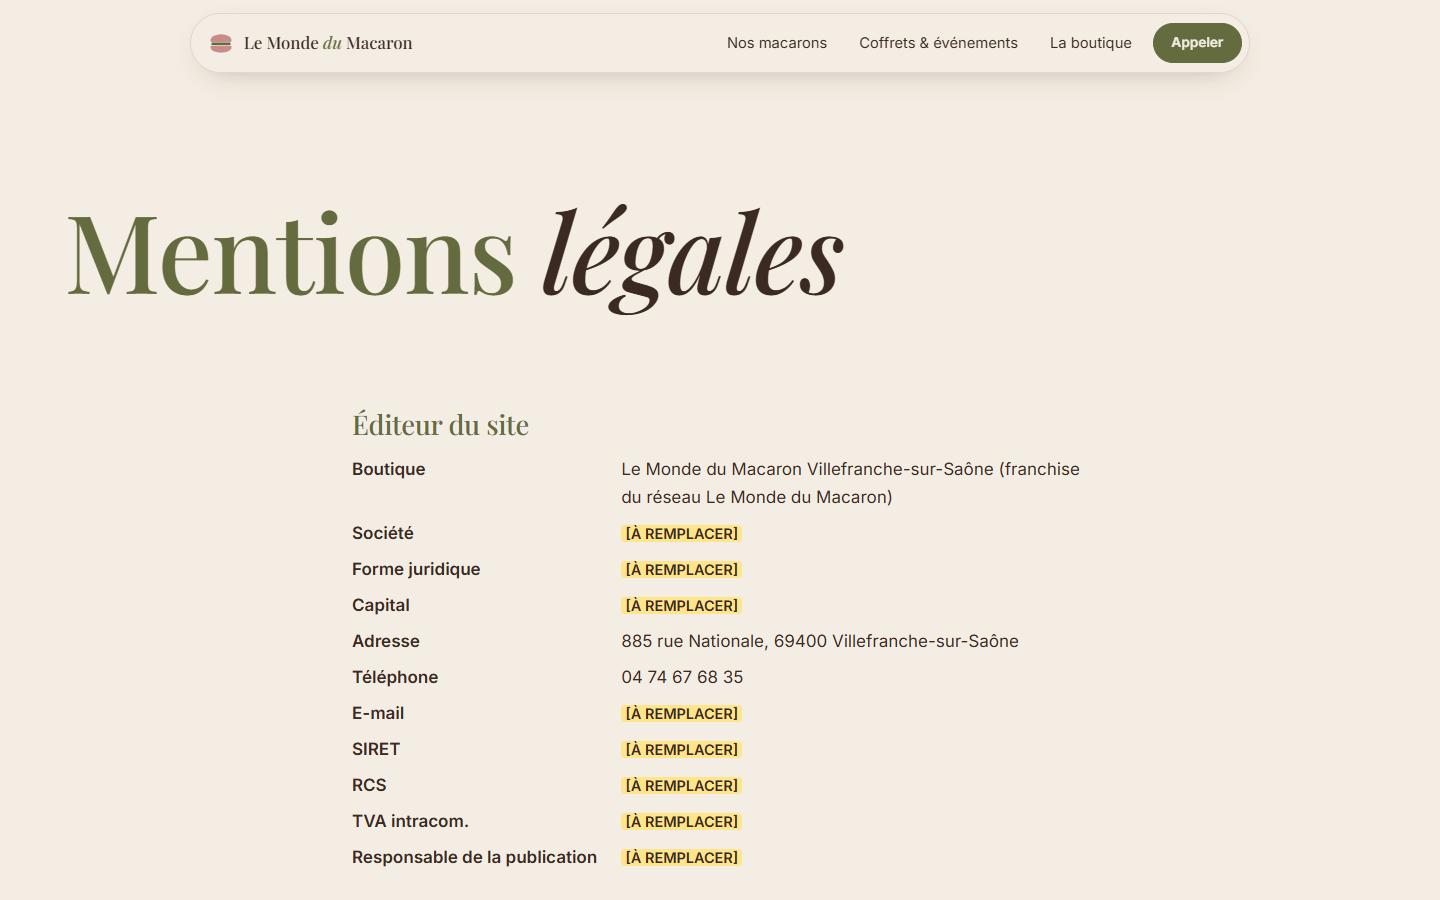 Le Monde du Macaron
Nos macarons
Coffrets & événements
La boutique
Appeler
Mentions légales
Éditeur du site
Boutique
Le Monde du Macaron Villefranche-sur-Saône (franchise
du réseau Le Monde du Macaron)
Société
[À REMPLACER]
Forme juridique
[À REMPLACER]
Capital
[À REMPLACER]
Adresse
885 rue Nationale, 69400 Villefranche-sur-Saône
Téléphone
04 74 67 68 35
E-mail
[À REMPLACER]
SIRET
[À REMPLACER]
RCS
[À REMPLACER]
TVA intracom.
[À REMPLACER]
Responsable de la publication
[À REMPLACER]